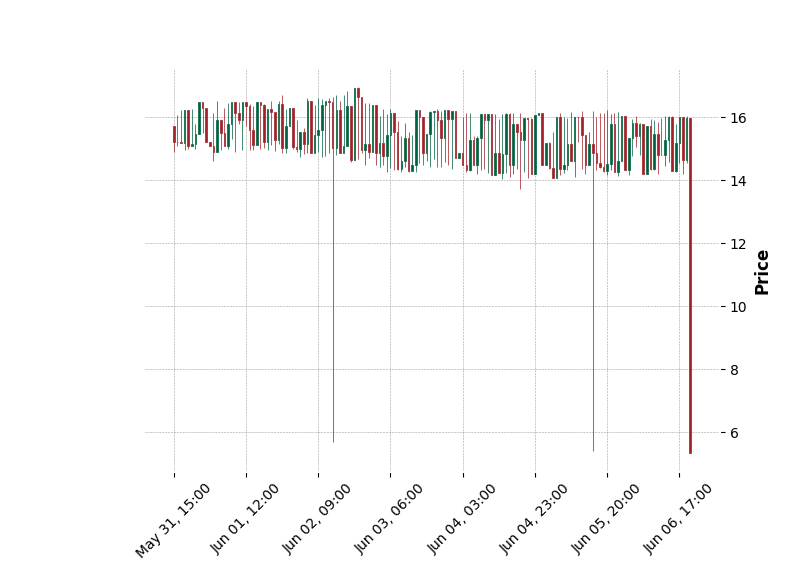 16
14
12
10
8
6
Price
May 31, 15:00
Jun 01, 12:00
Jun 02, 09:00
Jun 03, 06:00
Jun 04, 03:00
Jun 04, 23:00
Jun 05, 20:00
Jun 06, 17:00